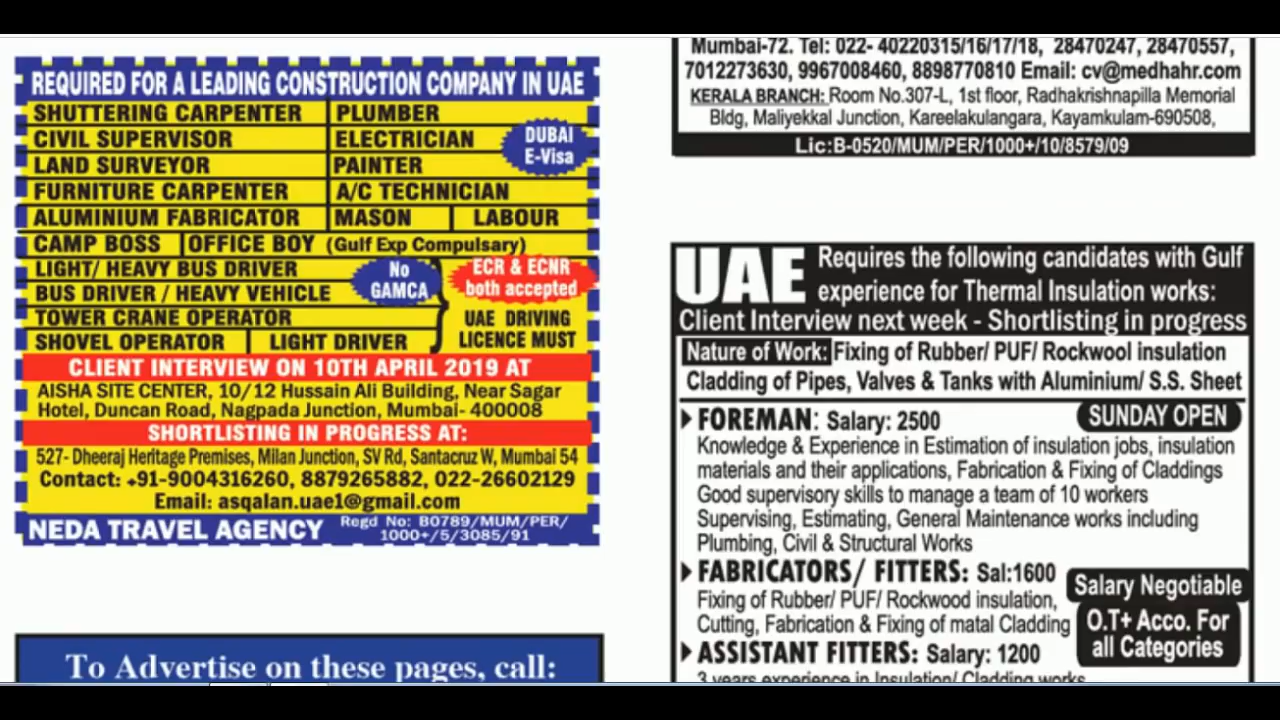 REQUIRED FOR A LEADING CONSTRUCTION COMPANY IN UAE
SHUTTERING CARPENTER PLUMBER
CIVIL SUPERVISOR ELECTRICIAN
DUBAI
E-Visa
LAND SURVEYOR PAINTER
FURNITURE CARPENTER A/C TECHNICIAN
ALUMINIUM FABRICATOR MASON LABOUR
CAMP BOSS OFFICE BOY (Gulf Exp Compulsary)
LIGHT/ HEAVY BUS DRIVER
BUS DRIVER / HEAVY VEHICLE
TOWER CRANE OPERATOR
SHOVEL OPERATOR LIGHT DRIVER
No
GAMCA
ECR & ECNR
both accepted
UAE DRIVING
LICENCE MUST
CLIENT INTERVIEW ON 10TH APRIL 2019 AT
AISHA SITE CENTER, 10/12 Hussain Ali Building, Near Sagar
Hotel, Duncan Road, Nagpada Junction, Mumbai- 400008
SHORTLISTING IN PROGRESS AT:
527- Dheeraj Heritage Premises, Milan Junction, SV Rd, Santacruz W, Mumbai 54
Contact: +91-9004316260, 8879265882, 022-26602129
Email: asqalan.uae1@gmail.com
NEDA TRAVEL AGENCY
Regd No: B0789/MUM/PER/
1000+/5/3085/91
To Advertise on these pages, call:
Mumbai-72. Tel: 022- 40220315/16/17/18, 28470247, 28470557,
7012273630, 9967008460, 8898770810 Email: cv@medhahr.com
KERALA BRANCH: Room No.307-L, 1st floor, Radhakrishnapilla Memorial
Bldg, Maliyekkal Junction, Kareelakulangara, Kayamkulam-690508,
Lic:B-0520/MUM/PER/1000+/10/8579/09
UAE Requires the following candidates with Gulf
experience for Thermal Insulation works:
Client Interview next week - Shortlisting in progress
Nature of Work: Fixing of Rubber/ PUF/ Rockwool insulation
Cladding of Pipes, Valves & Tanks with Aluminium/ S.S. Sheet
FOREMAN: Salary: 2500
SUNDAY OPEN
Knowledge & Experience in Estimation of insulation jobs, insulation
materials and their applications, Fabrication & Fixing of Claddings
Good supervisory skills to manage a team of 10 workers
Supervising, Estimating, General Maintenance works including
Plumbing, Civil & Structural Works
FABRICATORS/ FITTERS: Sal:1600
Fixing of Rubber/ PUF/ Rockwood insulation,
Cutting, Fabrication & Fixing of matal Cladding
Salary Negotiable
O.T+ Acco. For
all Categories
ASSISTANT FITTERS: Salary: 1200
3 years experience in Insulation/ Cladding works